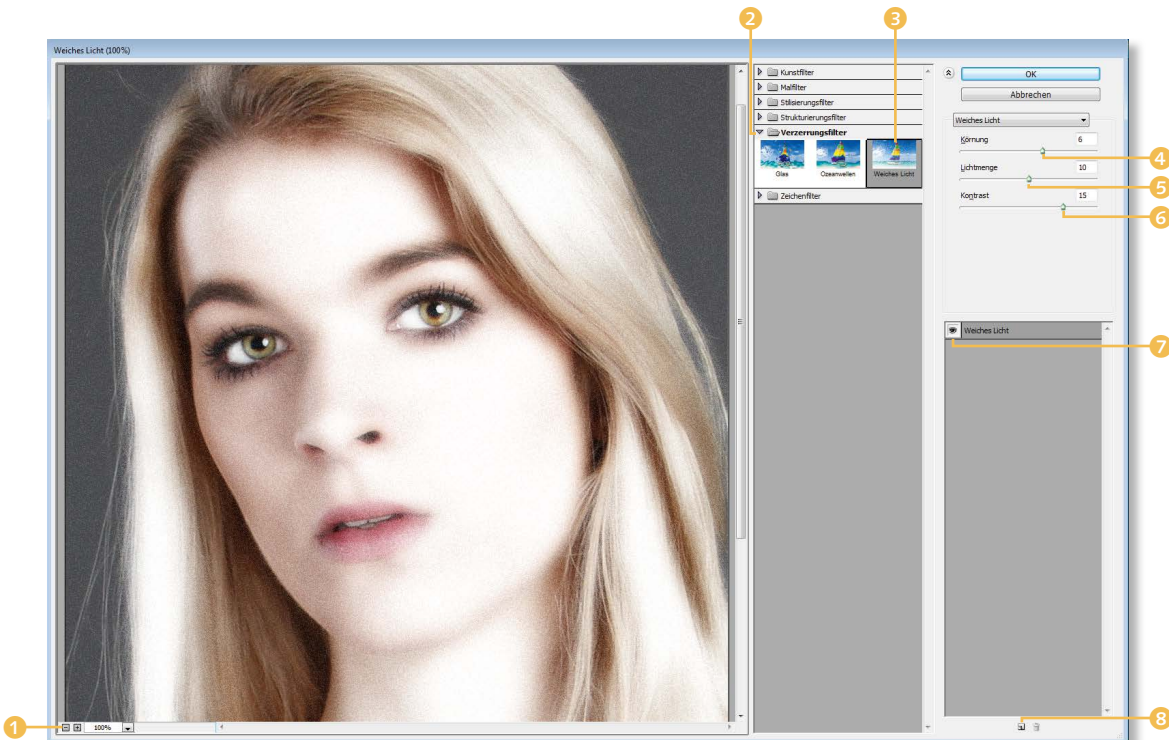 2
3
Weiches Licht (100%)
Kunstfilter
Malfilter
Stilisierungsfilter
Strukturierungsfilter
Verzerrungsfilter
Glas
Ozeanwellen
Weiches Licht
Zeichenfilter
OK
Abbrechen
Weiches Licht
Körnung 6
4
Lichtmenge 10
5
Kontrast 15
6
Weiches Licht
7
1
100%
8